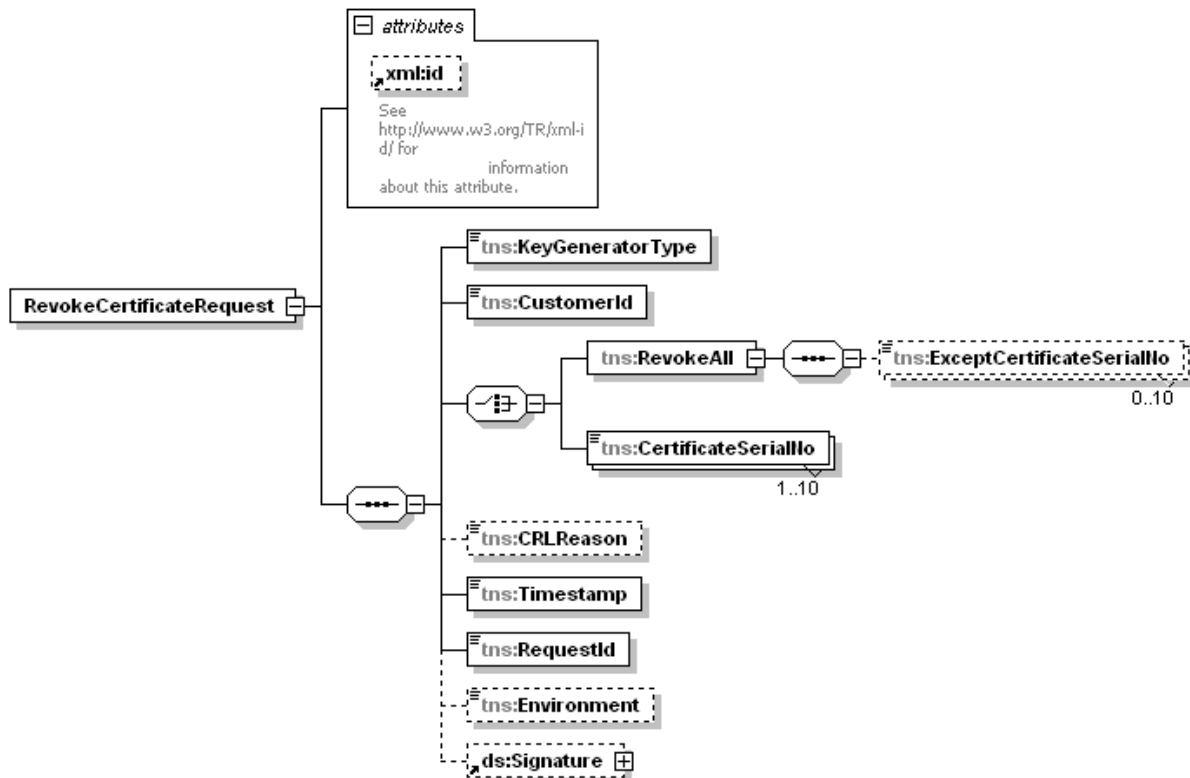 attributes
xml:id
See
http://www.w3.org/TR/xml-i
d/ for
information
about this attribute.
tns:KeyGeneratorType
RevokeCertificateRequest
tns:CustomerId
tns:RevokeAll
tns:ExceptCertificateSerialNo
0..10
tns:CertificateSerialNo
1..10
tns:CRLReason
tns:Timestamp
tns:RequestId
tns:Environment
ds:Signature